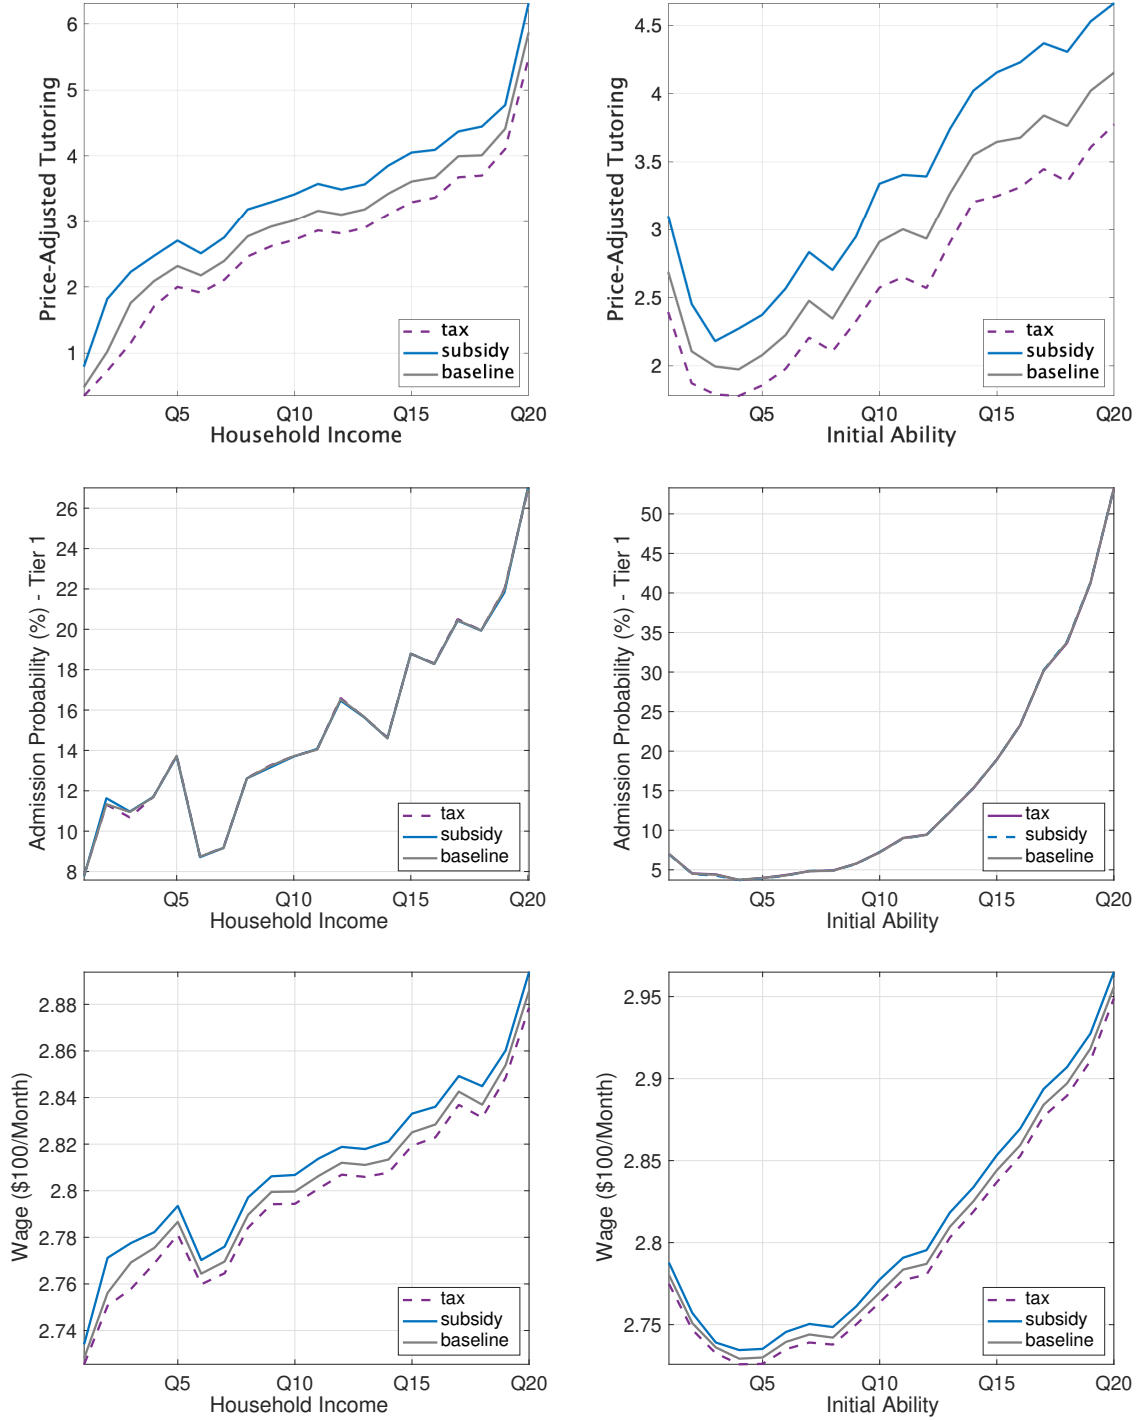 6
5
4
3
2
1
Price-Adjusted Tutoring
tax
subsidy
baseline
Q5
Q10
Q15
Q20
Household Income
4.5
4
3.5
3
2.5
2
Price-Adjusted Tutoring
tax
subsidy
baseline
Q5
Q10
Q15
Q20
Initial Ability
26
24
22
20
18
16
14
12
10
8
Admission Probability (%) - Tier 1
tax
subsidy
baseline
Q5
Q10
Q15
Q20
Household Income
50
45
40
35
30
25
20
15
10
5
Admission Probability (%) - Tier 1
tax
subsidy
baseline
Q5
Q10
Q15
Q20
Initial Ability
2.88
2.86
2.84
2.82
2.8
2.78
2.76
2.74
Wage ($100/Month)
tax
subsidy
baseline
Q5
Q10
Q15
Q20
Household Income
2.95
2.9
2.85
2.8
2.75
Wage ($100/Month)
tax
subsidy
baseline
Q5
Q10
Q15
Q20
Initial Ability